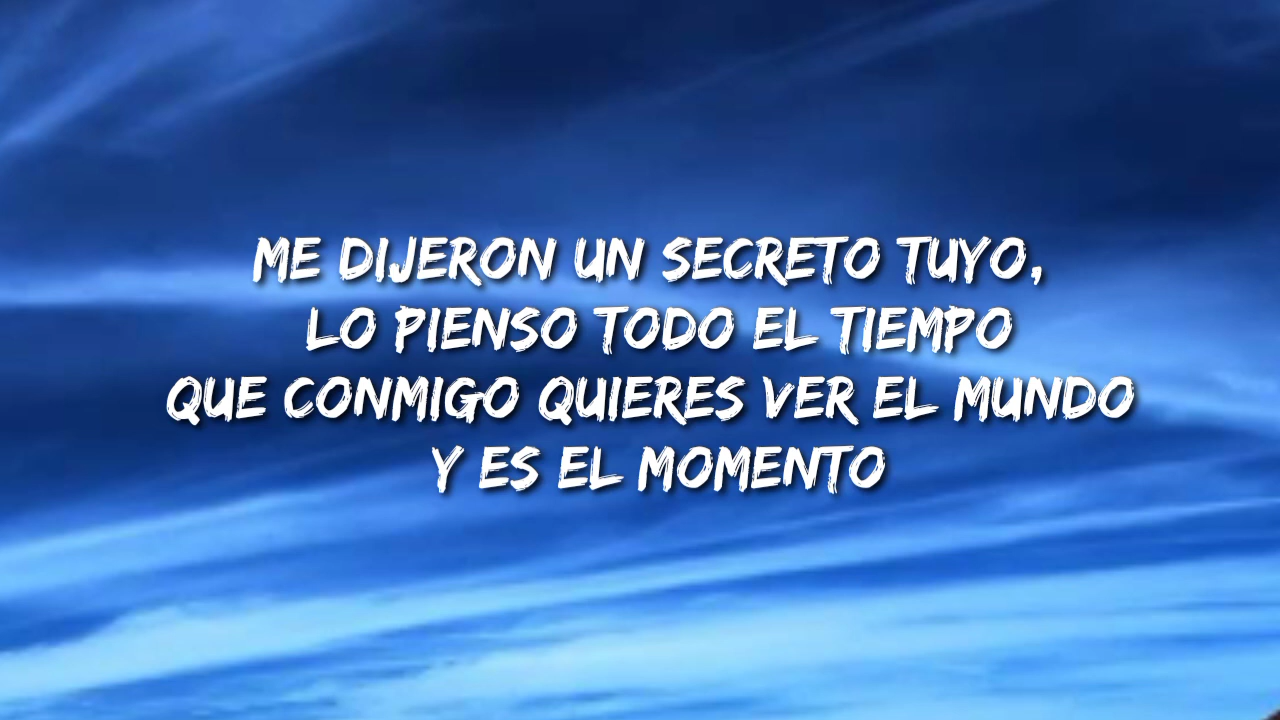 ME DIJERON UN SECRETO TUYO,
LO PIENSO TODO EL TIEMPO
QUE CONMIGO QUIERES VER EL MUNDO
Y ES EL MOMENTO